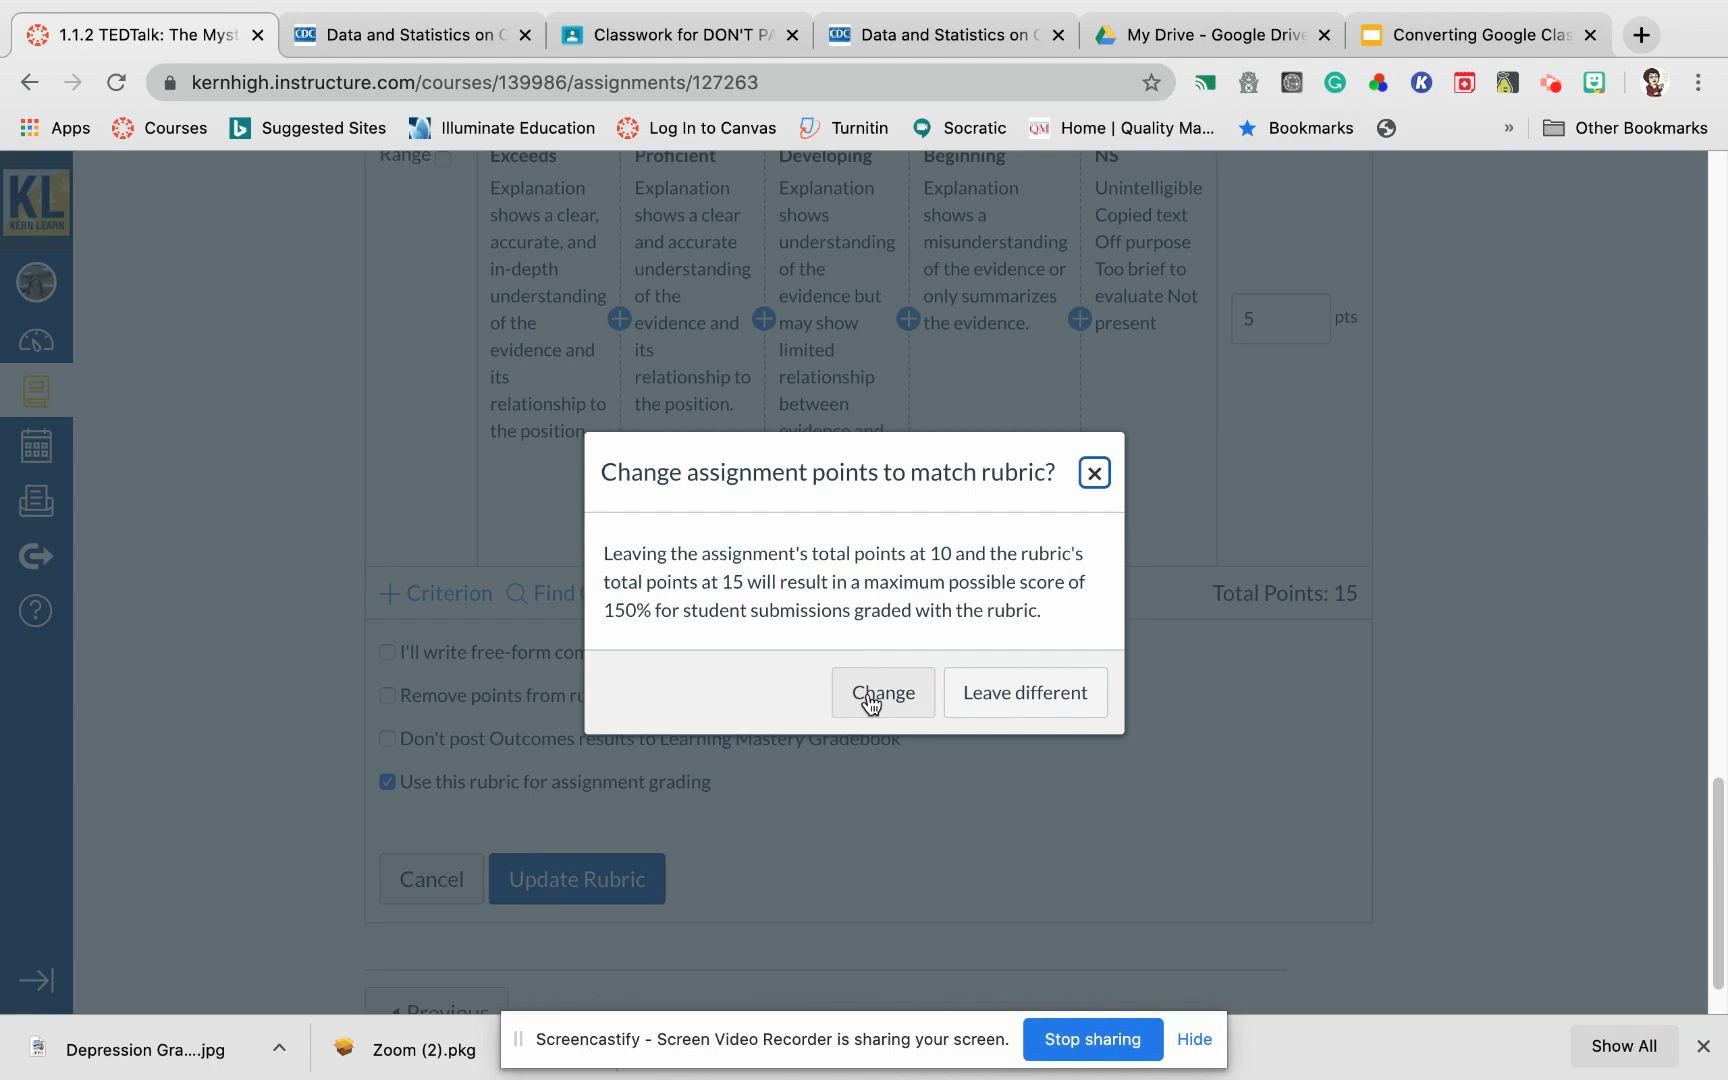 1.1.2 TEDTalk: The Myst
Data and Statistics on C
Classwork for DON'T PA
Data and Statistics on C
My Drive - Google Drive
Converting Google Clas
kernhigh.instructure.com/courses/139986/assignments/127263
Apps
Courses
Suggested Sites
Illuminate Education
Log In to Canvas
Turnitin
Socratic
QM
Home | Quality Ma...
Bookmarks
»
Other Bookmarks
KL
KERN LEARN
Range
Exceeds
Explanation
shows a clear,
accurate, and
in-depth
understanding
of the
evidence and
its
relationship to
the position
Proficient
Explanation
shows a clear
and accurate
understanding
of the
evidence and
its
relationship to
the position.
Developing
Explanation
shows
understanding
of the
evidence but
may show
limited
relationship
between
evidence and
Beginning
Explanation
shows a
misunderstanding
of the evidence or
only summarizes
the evidence.
NS
Unintelligible
Copied text
Off purpose
Too brief to
evaluate Not
present
5 pts
Change assignment points to match rubric?
Leaving the assignment's total points at 10 and the rubric's
total points at 15 will result in a maximum possible score of
150% for student submissions graded with the rubric.
Change
Leave different
+ Criterion
Find
Total Points: 15
I'll write free-form com
Remove points from ru
Don't post Outcomes results to Learning Mastery Gradebook
Use this rubric for assignment grading
Cancel
Update Rubric
Previous
Depression Gra....jpg
Zoom (2).pkg
Screencastify - Screen Video Recorder is sharing your screen.
Stop sharing
Hide
Show All